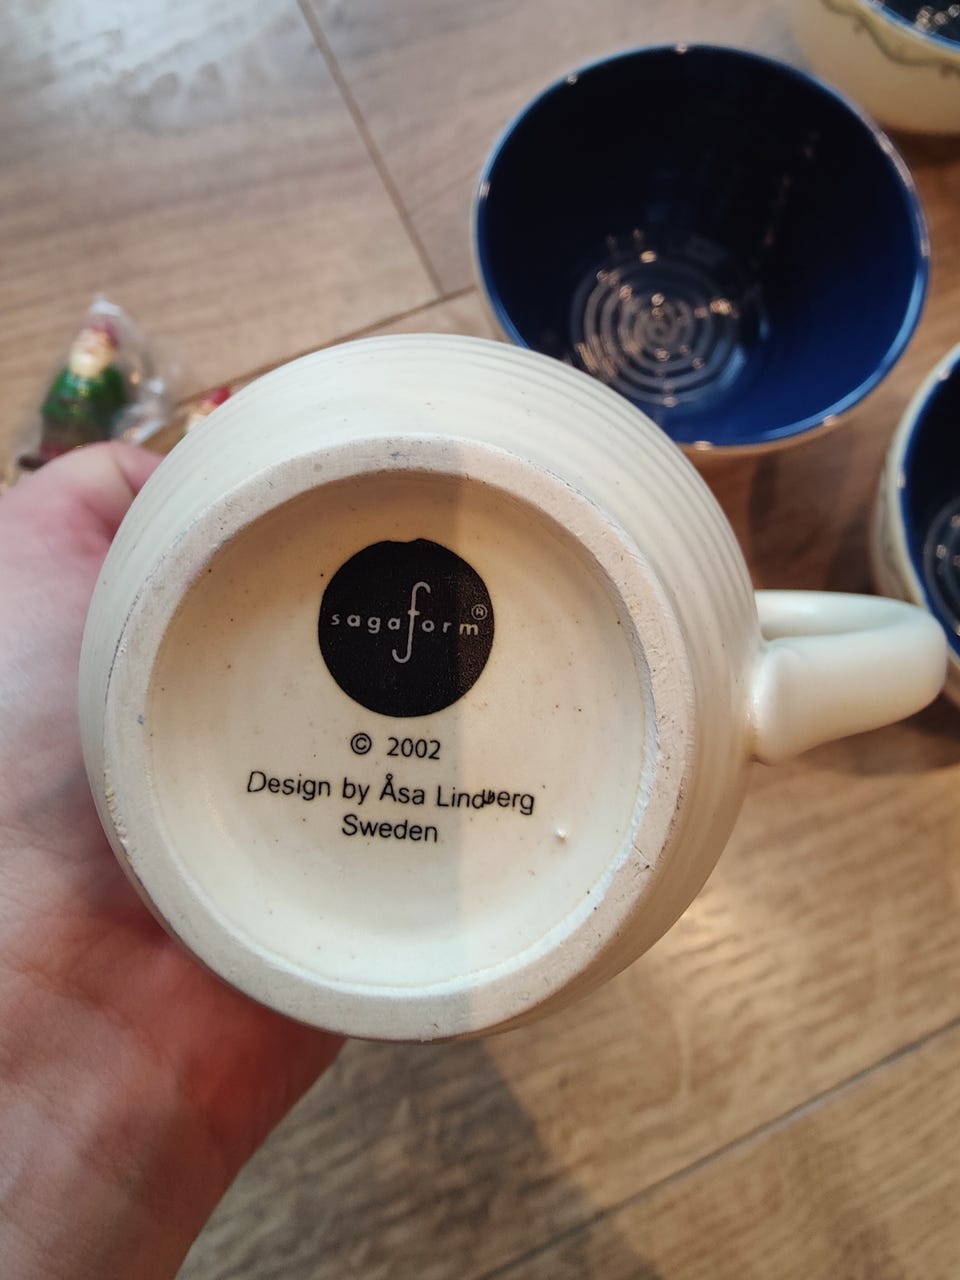 sagaform®
© 2002
Design by Åsa Lindberg
Sweden